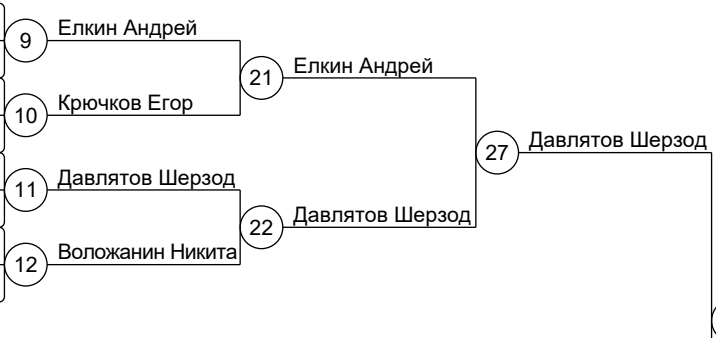 9 Елкин Андрей
21 Елкин Андрей
10 Крючков Егор
27 Давлятов Шерзод
11 Давлятов Шерзод
22 Давлятов Шерзод
12 Воложанин Никита